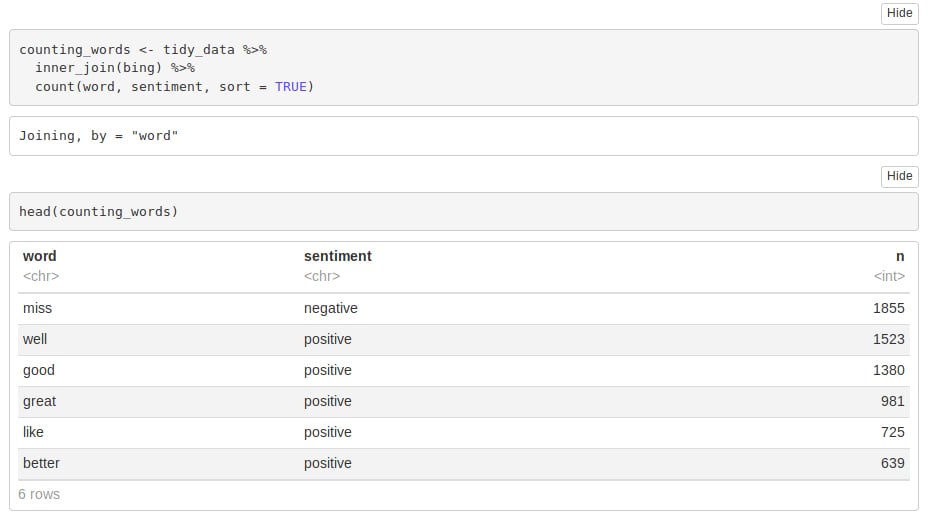 Hide
counting_words <- tidy_data %>%
  inner_join(bing) %>%
  count(word, sentiment, sort = TRUE)
Joining, by = "word"
Hide
head(counting_words)
word sentiment n
<chr> <chr> <int>
miss negative 1855
well positive 1523
good positive 1380
great positive 981
like positive 725
better positive 639
6 rows